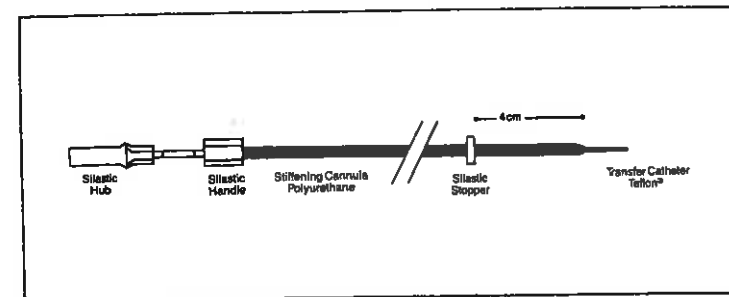 4cm
Silastic
Hub
Silastic
Handle
Stiffening Cannula
Polyurethane
Silastic
Stopper
Transfer Catheter
Teflon®